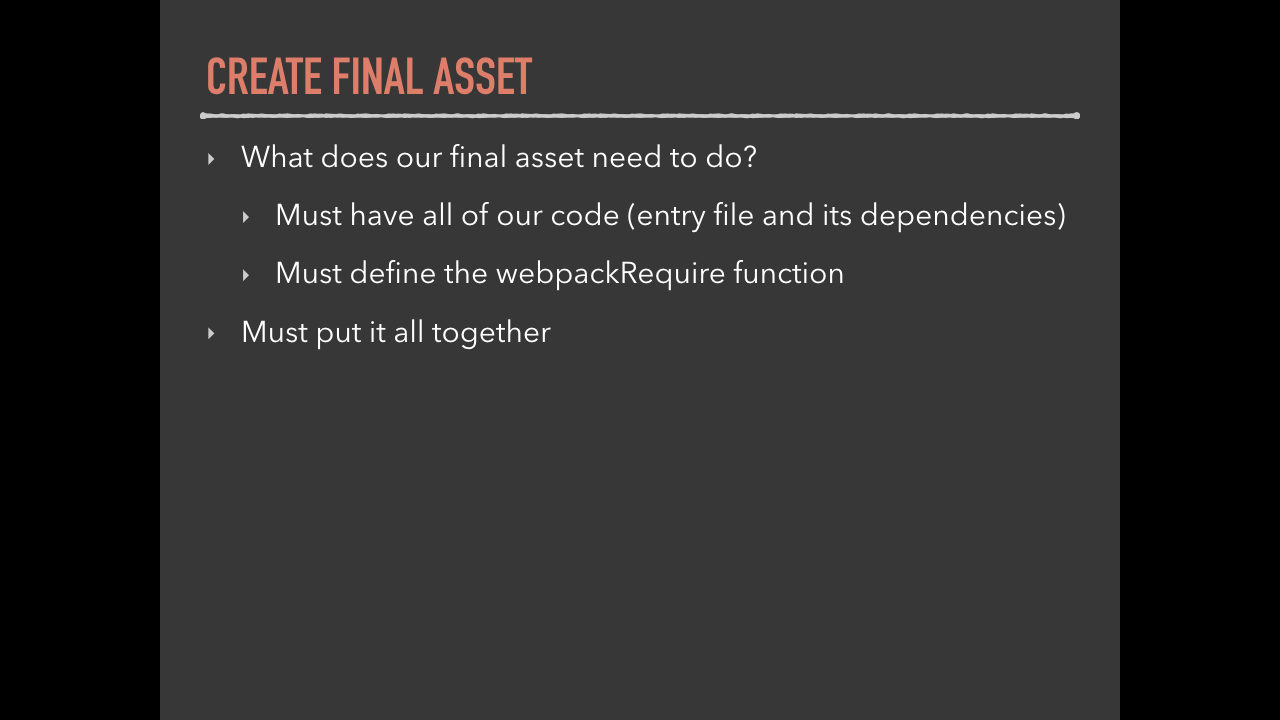 CREATE FINAL ASSET
What does our final asset need to do?
Must have all of our code (entry file and its dependencies)
Must define the webpackRequire function
Must put it all together